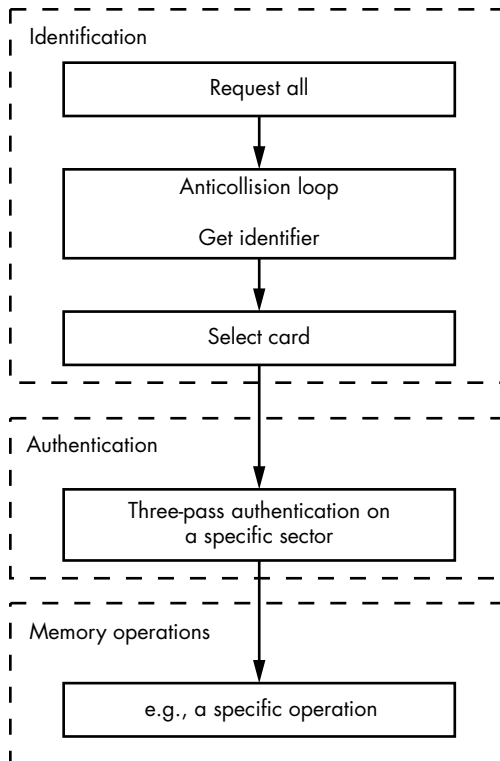 Identification
Request all
Anticollision loop
Get identifier
Select card
Authentication
Three-pass authentication on
a specific sector
Memory operations
e.g., a specific operation